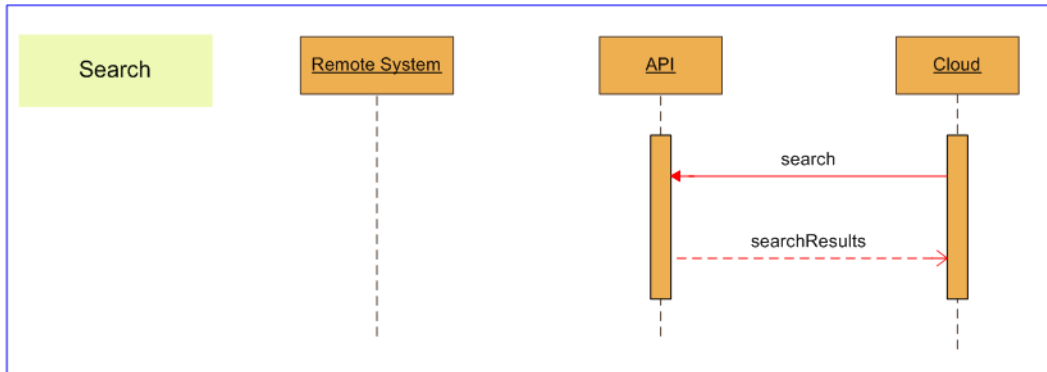 Search
Remote System
API
Cloud
search
searchResults